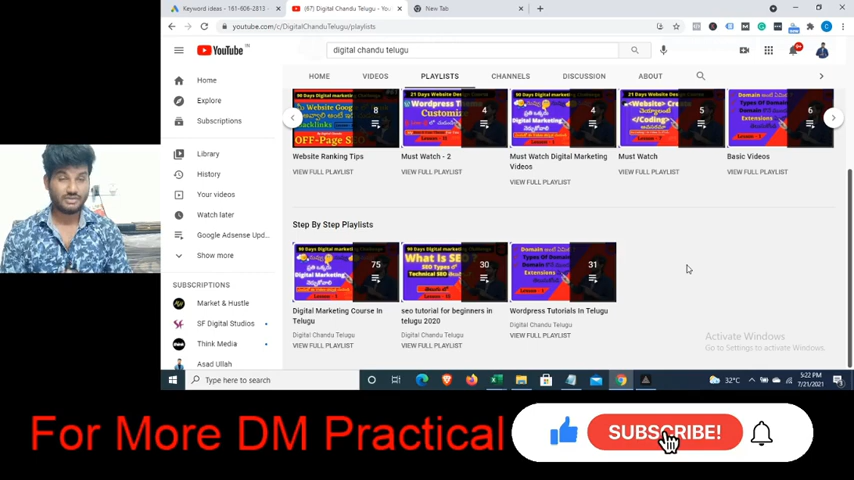 Keyword ideas - 161-606-2813
(67) Digital Chandu Telugu - You
New Tab
youtube.com/c/DigitalChanduTelugu/playlists
YouTube IN
digital chandu telugu
9+
Home
Explore
Subscriptions
Library
History
Your videos
Watch later
Google Adsense Upd...
Show more
SUBSCRIPTIONS
Market & Hustle
SF Digital Studios
Think Media
Asad Ullah
HOME VIDEOS PLAYLISTS CHANNELS DISCUSSION ABOUT
8
4
4
5
6
Website Ranking Tips
VIEW FULL PLAYLIST
Must Watch - 2
VIEW FULL PLAYLIST
Must Watch Digital Marketing
Videos
VIEW FULL PLAYLIST
Must Watch
VIEW FULL PLAYLIST
Basic Videos
VIEW FULL PLAYLIST
Step By Step Playlists
75
30
31
Digital Marketing Course In
Telugu
Digital Chandu Telugu
VIEW FULL PLAYLIST
seo tutorial for beginners in
telugu 2020
Digital Chandu Telugu
VIEW FULL PLAYLIST
Wordpress Tutorials In Telugu
Digital Chandu Telugu
VIEW FULL PLAYLIST
Activate Windows
Go to Settings to activate Windows.
Type here to search
32°C
5:22 PM
7/21/2021
For More DM Practical
SUBSCRIBE!